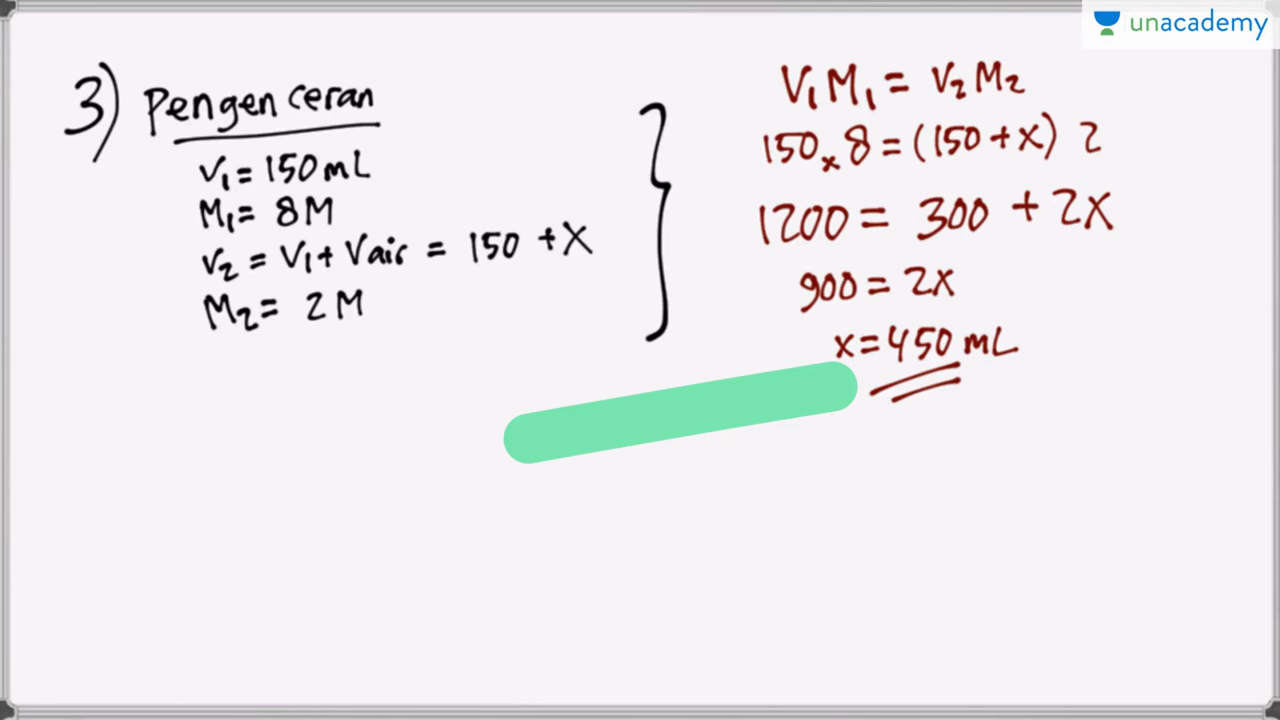 unacademy
3) Pengenceran
V₁ = 150 mL
M₁ = 8 M
V₂ = V₁ + Vair = 150 + X
M₂ = 2 M
V₁ M₁ = V₂ M₂
150 x 8 = (150 + x) 2
1200 = 300 + 2x
900 = 2x
x = 450 mL